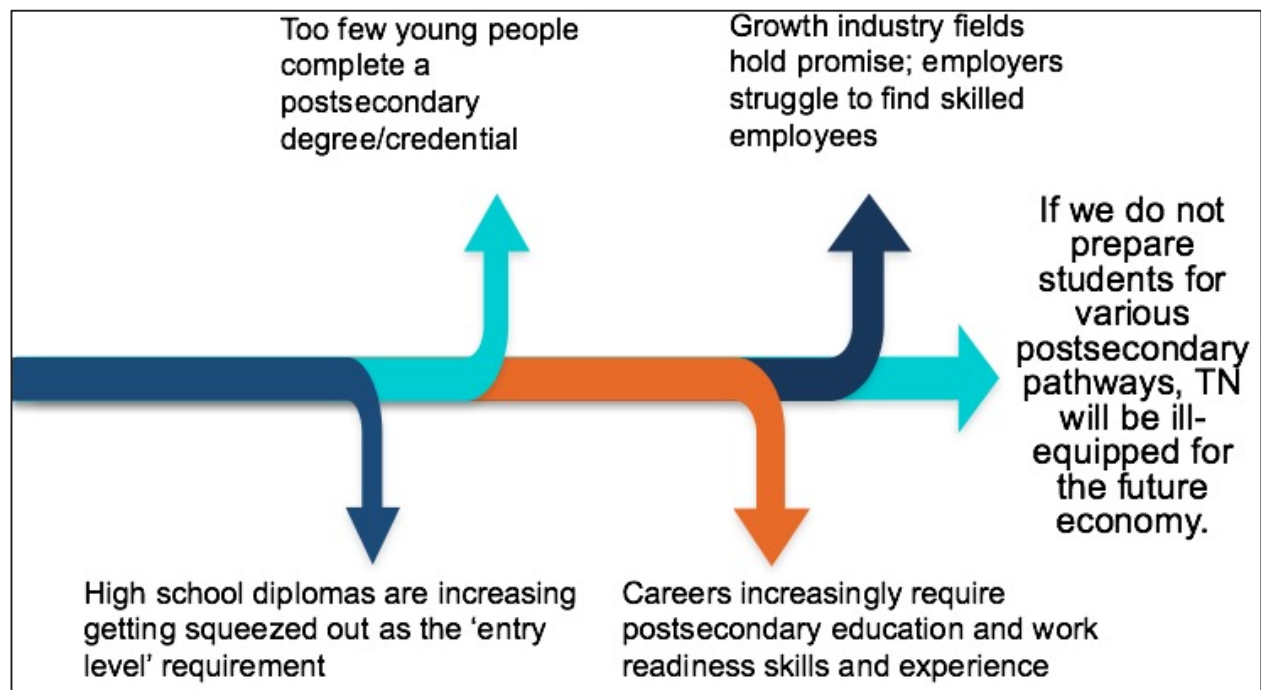 Too few young people
complete a
postsecondary
degree/credential
Growth industry fields
hold promise; employers
struggle to find skilled
employees
If we do not
prepare
students for
various
postsecondary
pathways, TN
will be ill-
equipped for
the future
economy.
High school diplomas are increasing
getting squeezed out as the ‘entry
level’ requirement
Careers increasingly require
postsecondary education and work
readiness skills and experience